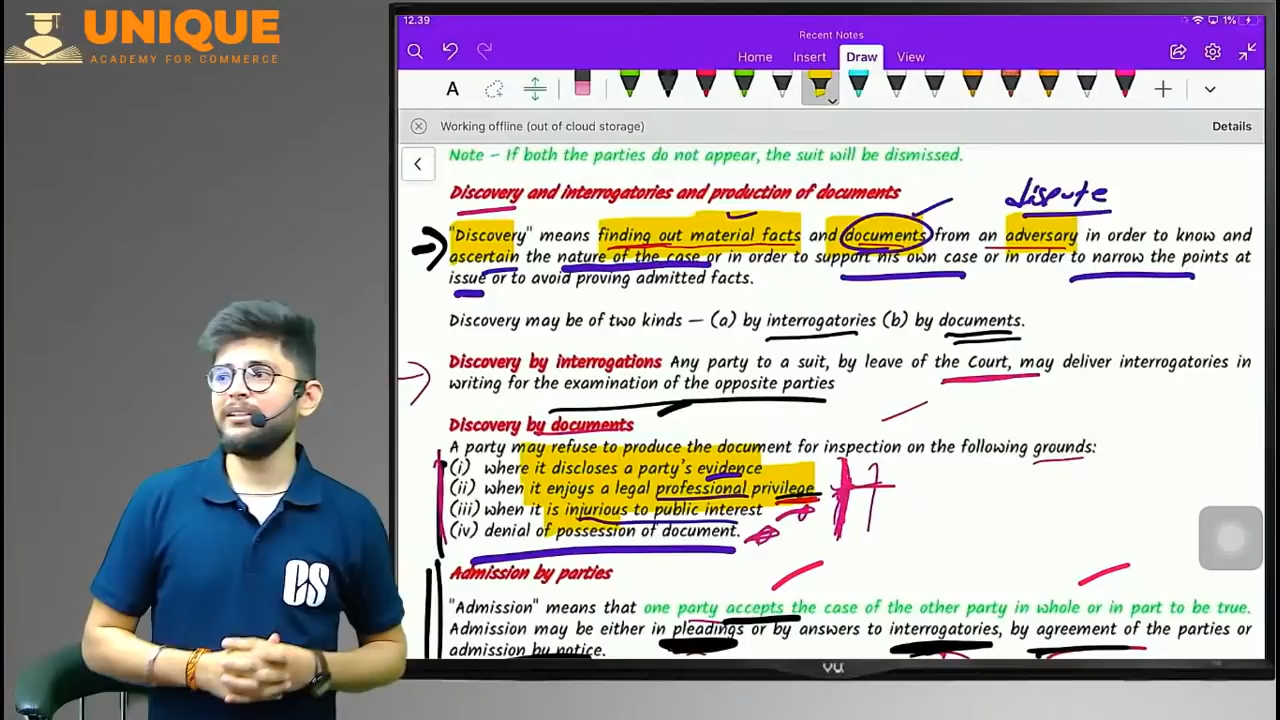 UNIQUE
ACADEMY FOR COMMERCE
12.39
1%
Recent Notes
Home Insert Draw View
A
Working offline (out of cloud storage)
Details
Note – If both the parties do not appear, the suit will be dismissed.
Discovery and interrogatories and production of documents
dispute
"Discovery" means finding out material facts and documents from an adversary in order to know and
ascertain the nature of the case or in order to support his own case or in order to narrow the points at
issue or to avoid proving admitted facts.
Discovery may be of two kinds — (a) by interrogatories (b) by documents.
Discovery by interrogations Any party to a suit, by leave of the Court, may deliver interrogatories in
writing for the examination of the opposite parties
Discovery by documents
A party may refuse to produce the document for inspection on the following grounds:
(i) where it discloses a party's evidence
(ii) when it enjoys a legal professional privilege
(iii) when it is injurious to public interest
(iv) denial of possession of document.
Admission by parties
"Admission" means that one party accepts the case of the other party in whole or in part to be true.
Admission may be either in pleadings or by answers to interrogatories, by agreement of the parties or
admission by notice.
CS
VU